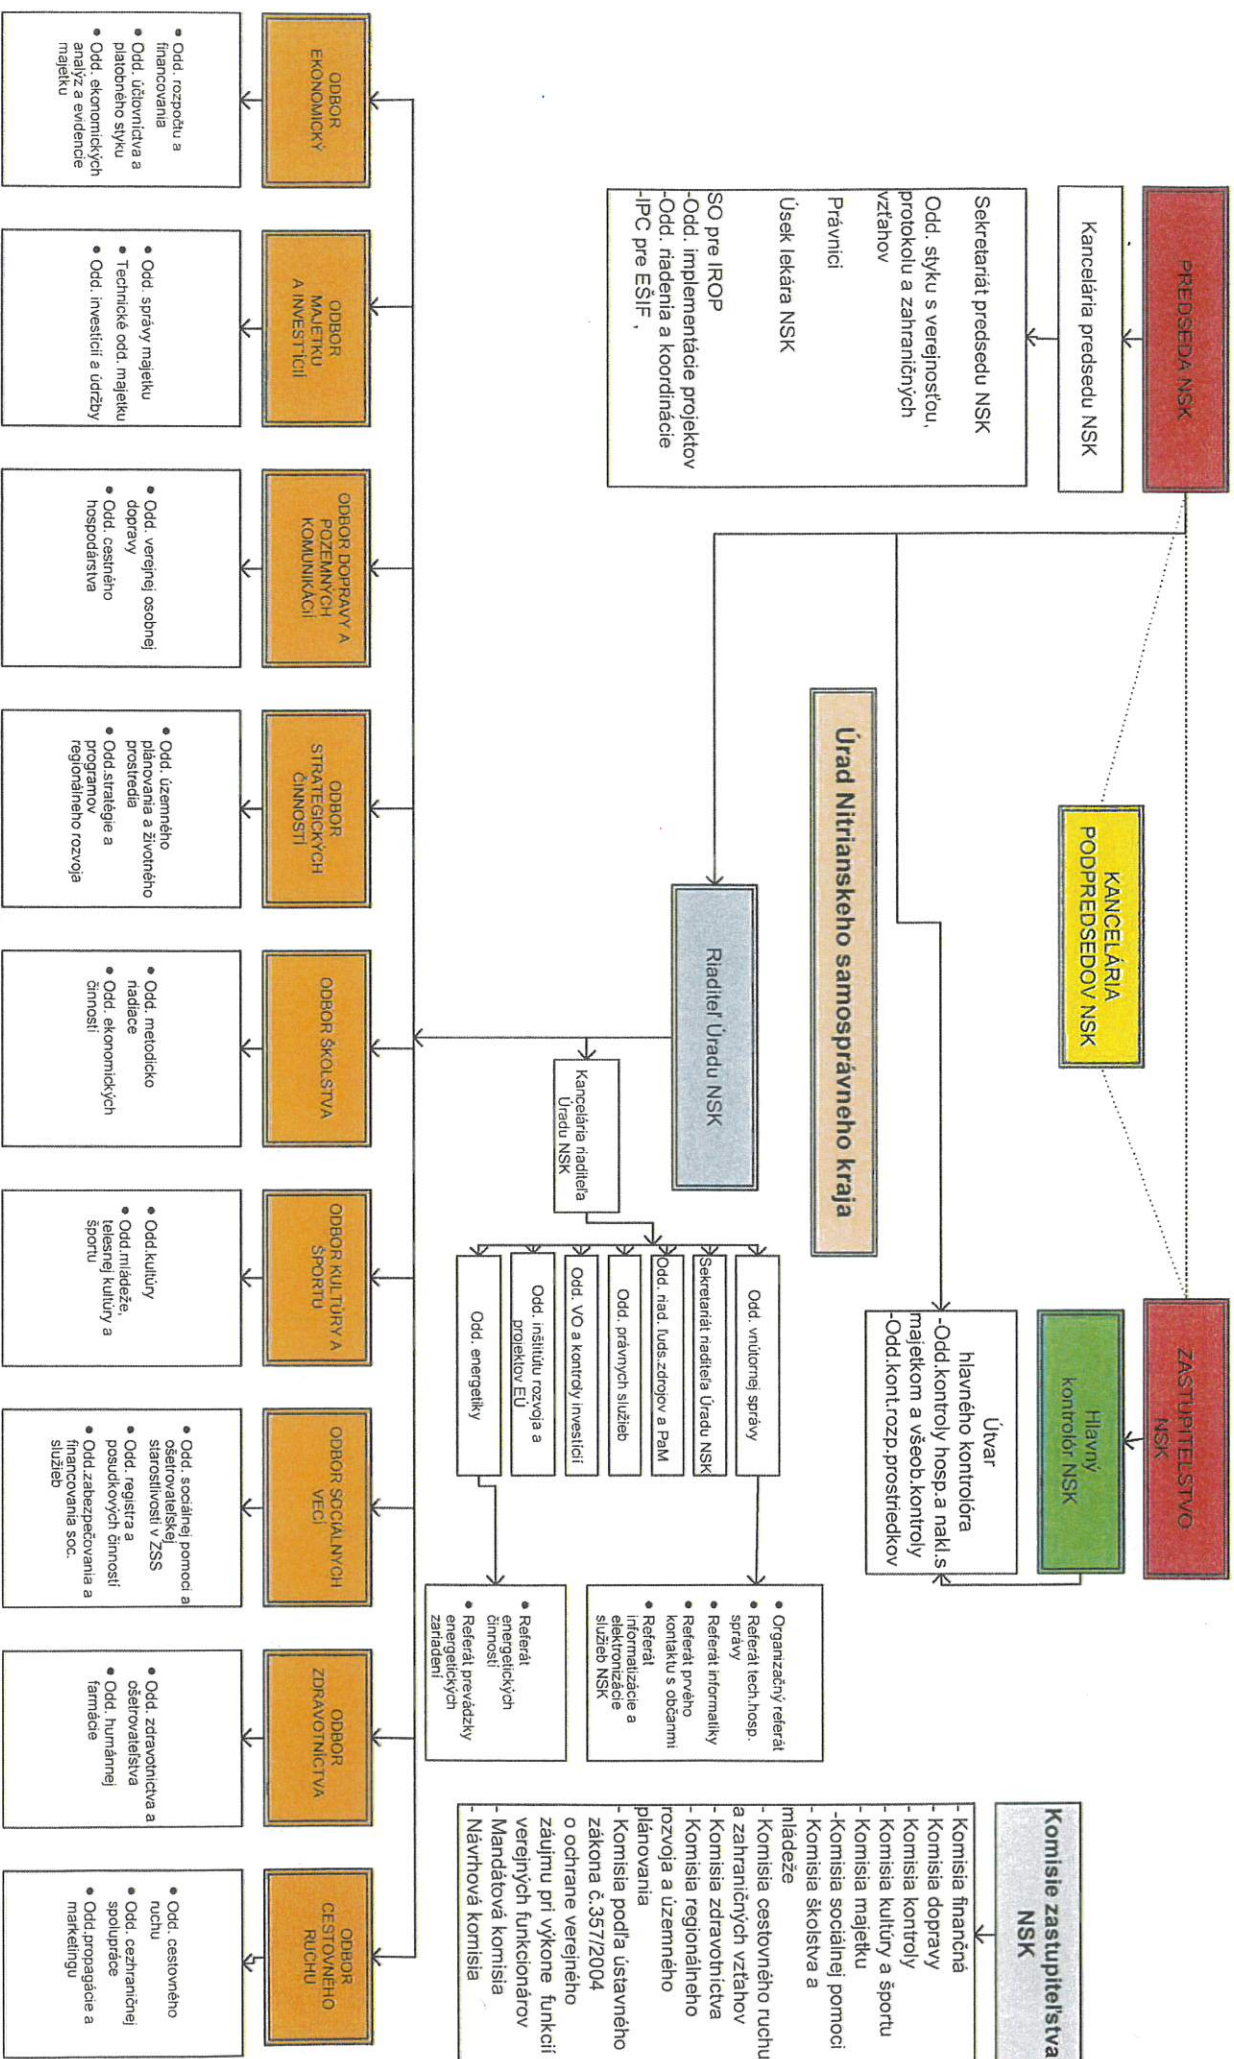 PREDSEDA NSK
Kancelária predsedu NSK
Sekretariát predsedu NSK
Odd. styku s verejnosťou,
protokolu a zahraničných
vzťahov
Právnici
Úsek lekára NSK
SO pre IROP
-Odd. implementácie projektov
-Odd. riadenia a koordinácie
-IPC pre EŠIF ,
KANCELÁRIA
PODPREDSEDOV NSK
ZASTUPITEĽSTVO
NSK
Hlavný
kontrolór NSK
Útvar
hlavného kontrolóra
-Odd.kontroly hosp.a nakl.s
majetkom a všeob.kontroly
-Odd.kont.rozp.prostriedkov
Komisie zastupiteľstva
NSK
- Komisia finančná
- Komisia dopravy
- Komisia kontroly
- Komisia kultúry a športu
- Komisia majetku
-Komisia sociálnej pomoci
- Komisia školstva a
mládeže
- Komisia cestovného ruchu
a zahraničných vzťahov
- Komisia zdravotníctva
- Komisia regionálneho
rozvoja a územného
plánovania
- Komisia podľa ústavného
zákona č.357/2004
o ochrane verejného
záujmu pri výkone funkcií
verejných funkcionárov
- Mandátová komisia
- Návrhová komisia
Úrad Nitrianskeho samosprávneho kraja
Riaditeľ Úradu NSK
Kancelária riaditeľa
Úradu NSK
Odd. vnútornej správy
Sekretariát riaditeľa Úradu NSK
Odd. riad. ľuds.zdrojov a PaM
Odd. právnych služieb
Odd. VO a kontroly investícií
Odd. inštitútu rozvoja a
projektov EÚ
Odd. energetiky
• Organizačný referát
• Referát tech.hosp.
správy
• Referát informatiky
• Referát prvého
kontaktu s občanmi
• Referát
informatizácie a
elektronizácie
služieb NSK
• Referát
energetických
činností
• Referát prevádzky
energetických
zariadení
ODBOR
EKONOMICKÝ
• Odd. rozpočtu a
financovania
• Odd. účtovníctva a
platobného styku
• Odd. ekonomických
analýz a evidencie
majetku
ODBOR
MAJETKU
A INVESTÍCIÍ
• Odd. správy majetku
• Technické odd. majetku
• Odd. investícií a údržby
ODBOR DOPRAVY A
POZEMNÝCH
KOMUNIKÁCIÍ
• Odd. verejnej osobnej
dopravy
• Odd. cestného
hospodárstva
ODBOR
STRATEGICKÝCH
ČINNOSTÍ
• Odd. územného
plánovania a životného
prostredia
• Odd.stratégie a
programov
regionálneho rozvoja
ODBOR ŠKOLSTVA
• Odd. metodicko
riadiace
• Odd. ekonomických
činností
ODBOR KULTÚRY A
ŠPORTU
• Odd.kultúry
• Odd.mládeže,
telesnej kultúry a
športu
ODBOR SOCIÁLNYCH
VECÍ
• Odd. sociálnej pomoci a
ošetrovateľskej
starostlivosti v ZSS
• Odd. registra a
posudkových činností
• Odd.zabezpečovania a
financovania soc.
služieb
ODBOR
ZDRAVOTNÍCTVA
• Odd. zdravotníctva a
ošetrovateľstva
• Odd. humánnej
farmácie
ODBOR
CESTOVNÉHO
RUCHU
• Odd. cestovného
ruchu
• Odd. cezhraničnej
spolupráce
• Odd.propagácie a
marketingu